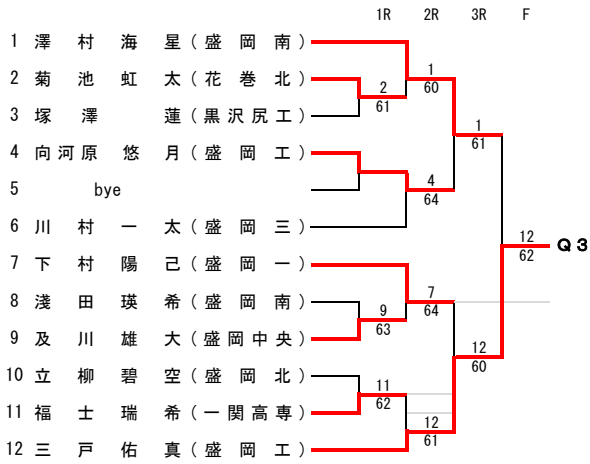 1R 2R 3R F
1 澤村海星(盛岡南)
2 菊池虹太(花巻北)
3 塚澤蓮(黒沢尻工)
4 向河原悠月(盛岡工)
5 bye
6 川村一太(盛岡三)
7 下村陽己(盛岡一)
8 淺田瑛希(盛岡南)
9 及川雄大(盛岡中央)
10 立柳碧空(盛岡北)
11 福士瑞希(一関高専)
12 三戸佑真(盛岡工)
2
61
9
63
11
62
1
60
4
64
7
64
12
61
1
61
12
60
12
62
Q3